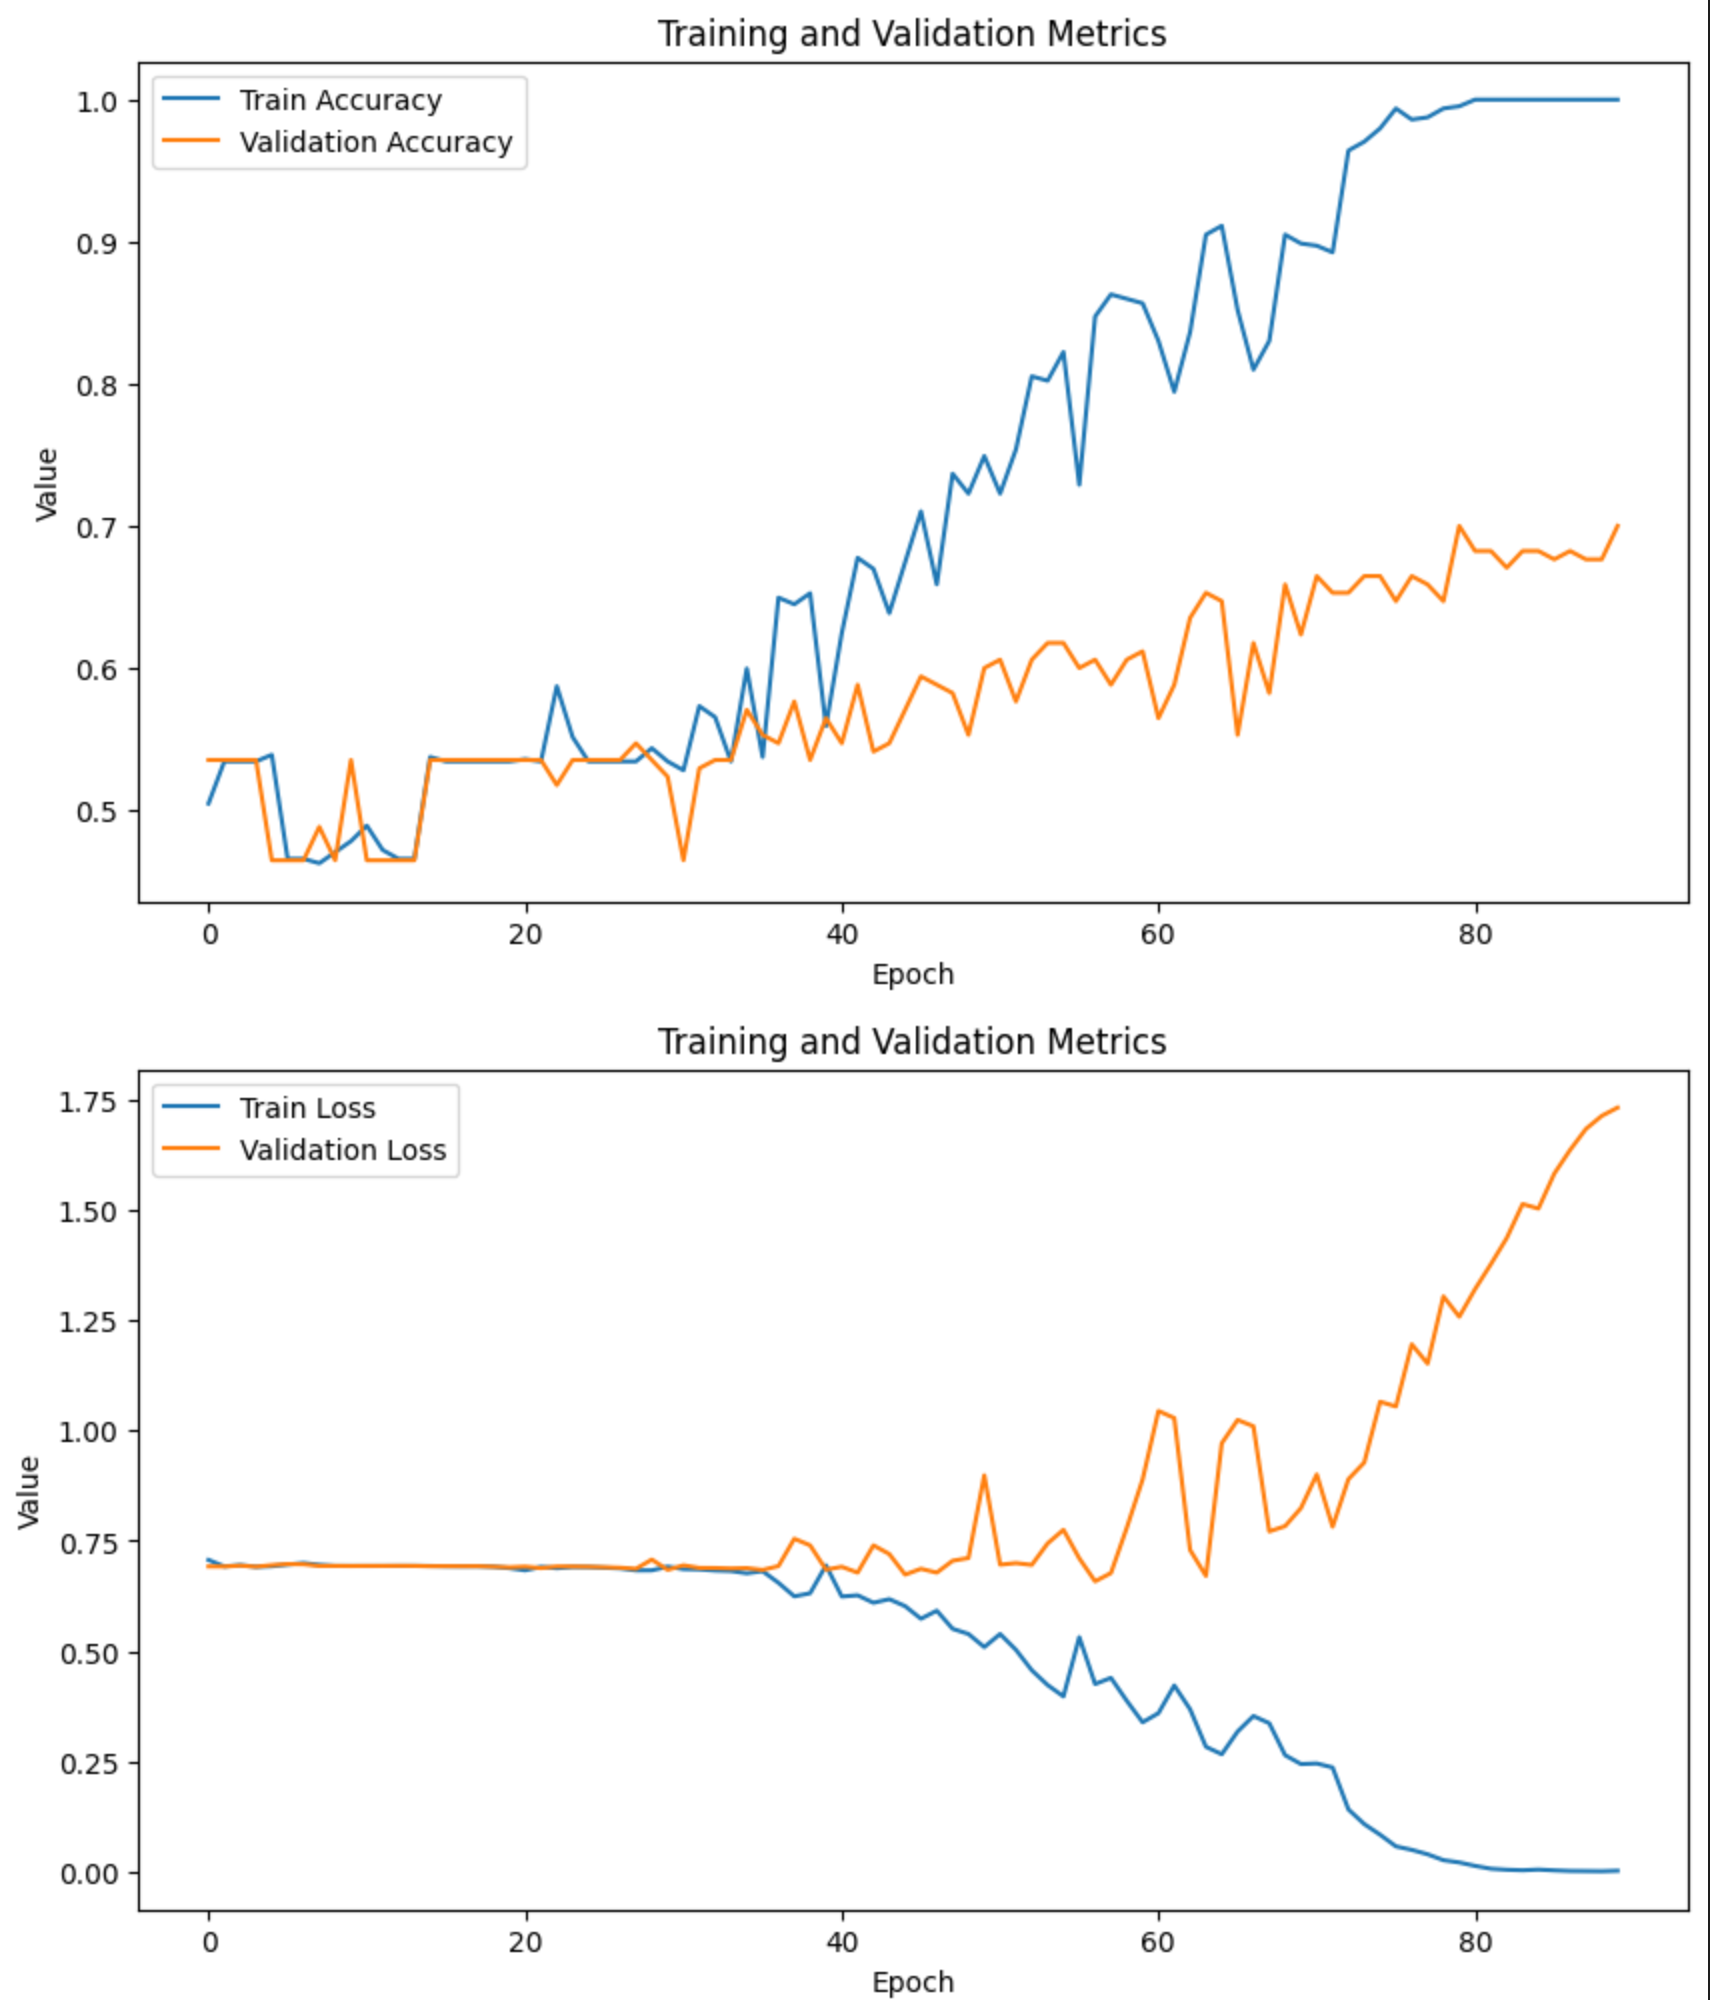 Training and Validation Metrics
Train Accuracy
Validation Accuracy
1.0
0.9
0.8
0.7
0.6
0.5
Value
0 20 40 60 80
Epoch
Training and Validation Metrics
Train Loss
Validation Loss
1.75
1.50
1.25
1.00
0.75
0.50
0.25
0.00
Value
0 20 40 60 80
Epoch